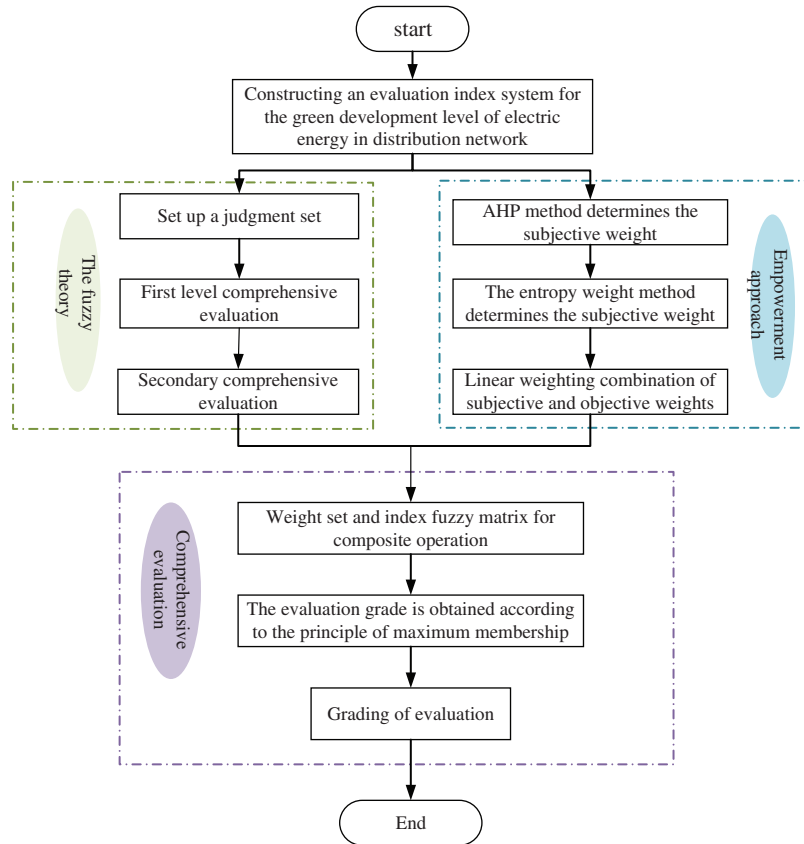 start
Constructing an evaluation index system for
the green development level of electric
energy in distribution network
The fuzzy
theory
Set up a judgment set
First level comprehensive
evaluation
Secondary comprehensive
evaluation
AHP method determines the
subjective weight
The entropy weight method
determines the subjective weight
Linear weighting combination of
subjective and objective weights
Empowerment
approach
Comprehensive
evaluation
Weight set and index fuzzy matrix for
composite operation
The evaluation grade is obtained according
to the principle of maximum membership
Grading of evaluation
End